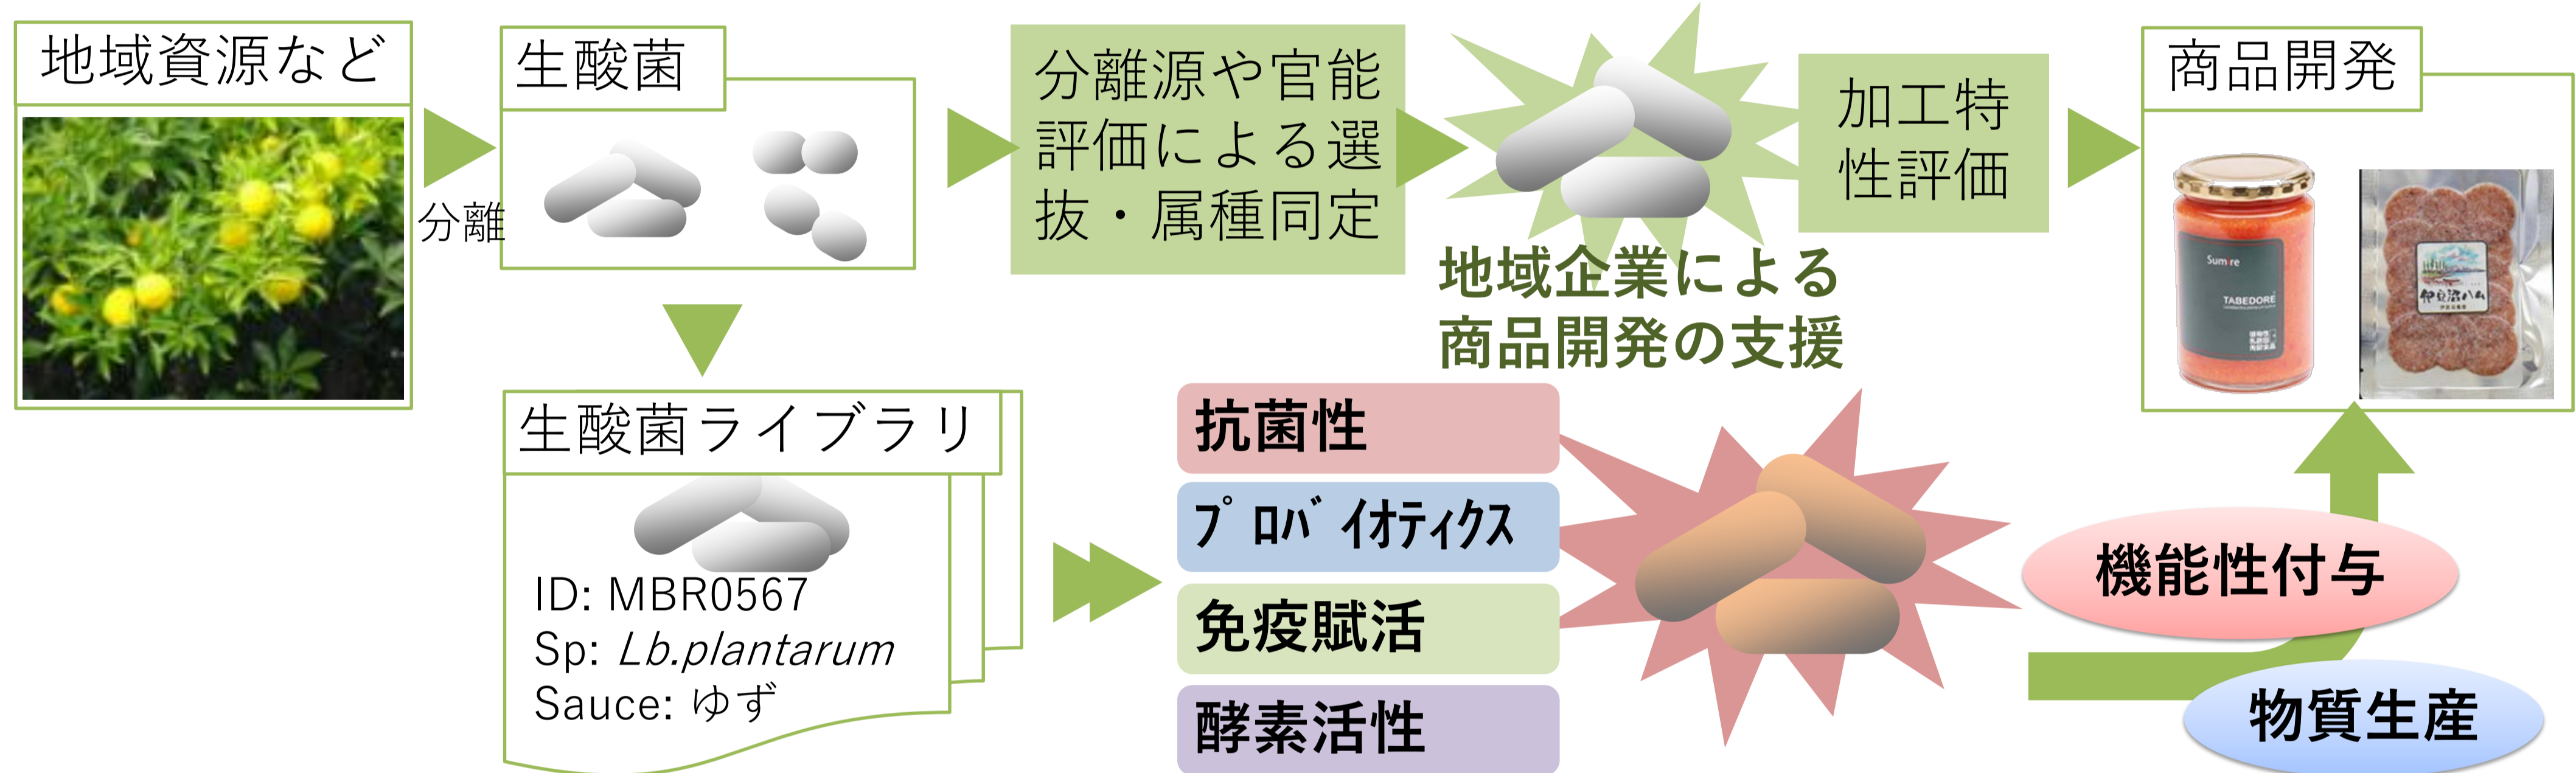 地域資源など
分離
生酸菌
分離源や官能
評価による選
抜・属種同定
地域企業による
商品開発の支援
加工特
性評価
商品開発
Sumire
TABEDORE
伊豆沼ハム
生酸菌ライブラリ
ID: MBR0567
Sp: Lb.plantarum
Sauce: ゆず
抗菌性
ﾌﾟﾛﾊﾞｲｵﾃｨｸｽ
免疫賦活
酵素活性
機能性付与
物質生産